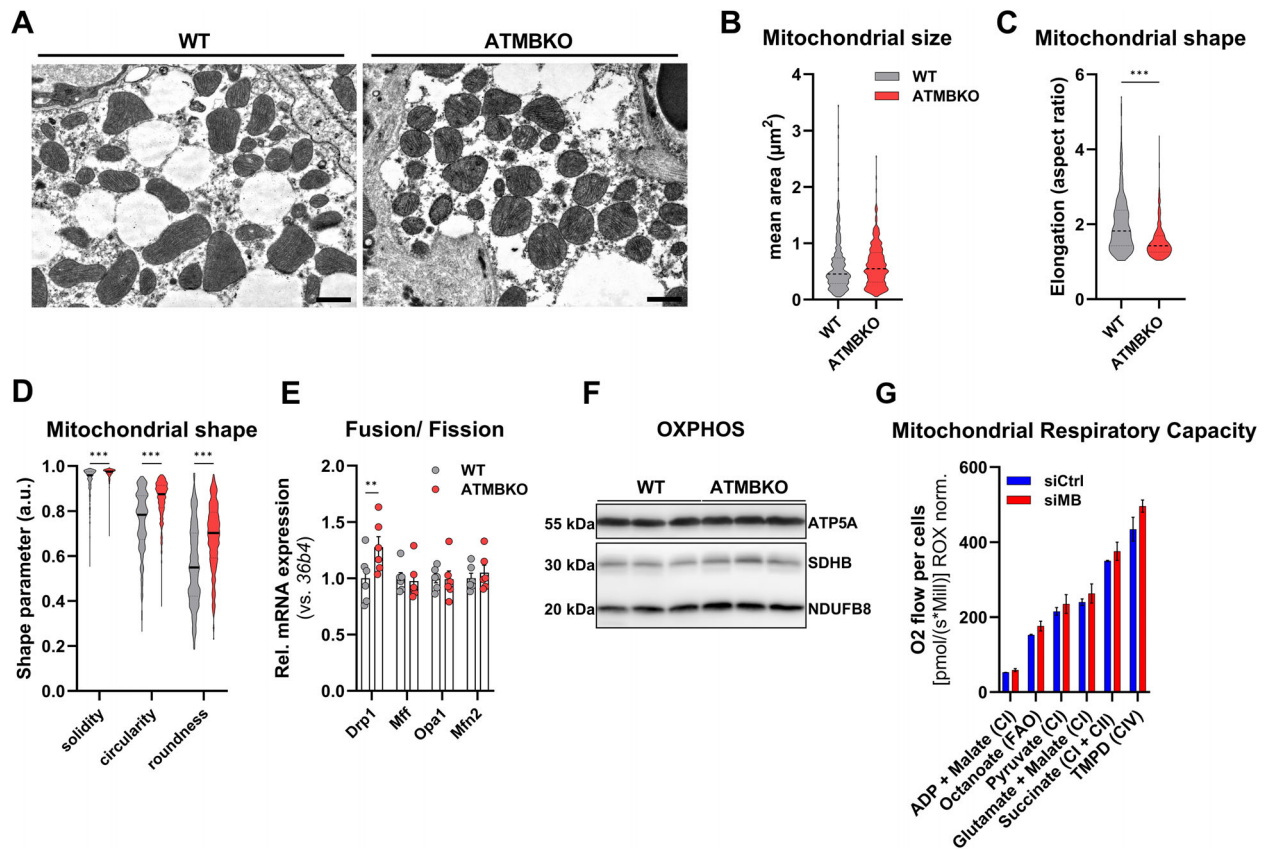 A
WT
ATMBKO
B
Mitochondrial size
mean area (µm²)
4
3
2
1
0
WT
ATMBKO
WT
ATMBKO
C
Mitochondrial shape
Elongation (aspect ratio)
6
4
2
0
***
WT
ATMBKO
D
Mitochondrial shape
Shape parameter (a.u.)
1.0
0.8
0.6
0.4
0.2
0.0
***
***
***
solidity
circularity
roundness
E
Fusion/ Fission
Rel. mRNA expression
(vs. 36b4)
2.0
1.5
1.0
0.5
0.0
WT
ATMBKO
**
Drp1
Mff
Opa1
Mfn2
F
OXPHOS
WT
ATMBKO
55 kDa
ATP5A
30 kDa
SDHB
20 kDa
NDUFB8
G
Mitochondrial Respiratory Capacity
O2 flow per cells
[pmol/(s*Mill)] ROX norm.
600
400
200
0
siCtrl
siMB
ADP + Malate (CI)
Octanoate (FAO)
Pyruvate (CI)
Glutamate + Malate (CI)
Succinate (CI + CII)
TMPD (CIV)